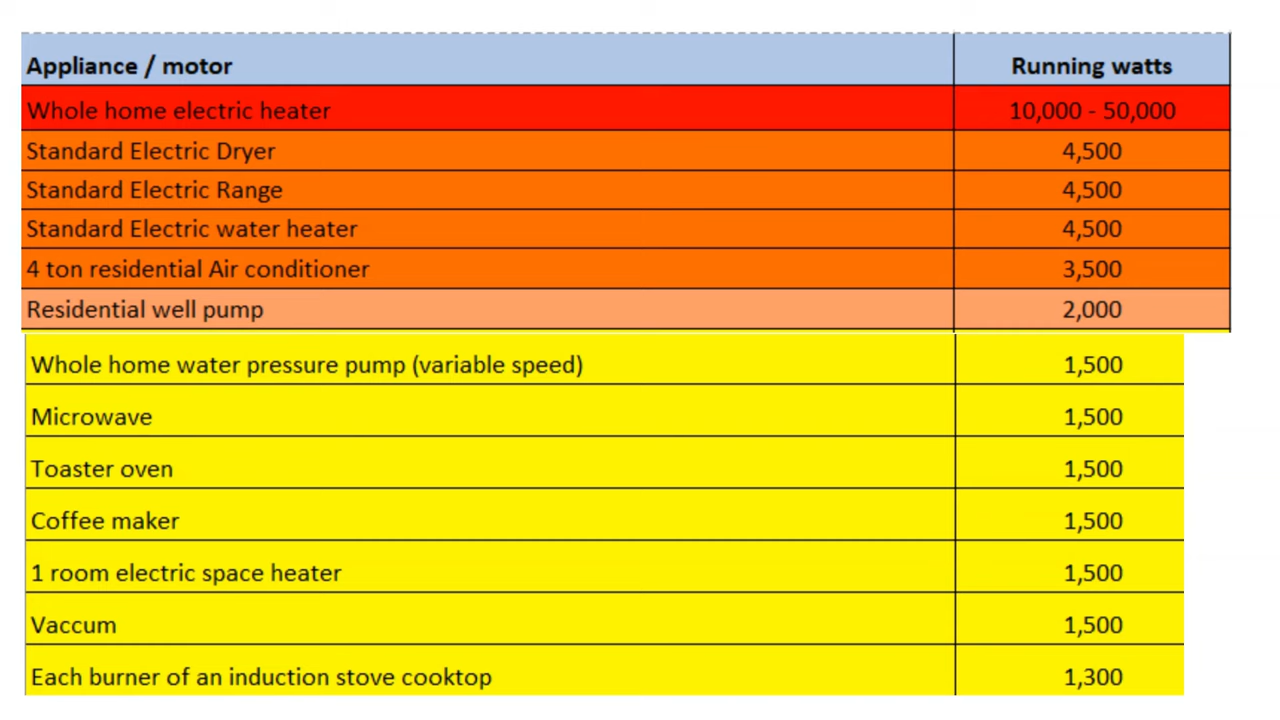 Appliance / motor Running watts
Whole home electric heater 10,000 - 50,000
Standard Electric Dryer 4,500
Standard Electric Range 4,500
Standard Electric water heater 4,500
4 ton residential Air conditioner 3,500
Residential well pump 2,000
Whole home water pressure pump (variable speed) 1,500
Microwave 1,500
Toaster oven 1,500
Coffee maker 1,500
1 room electric space heater 1,500
Vaccum 1,500
Each burner of an induction stove cooktop 1,300